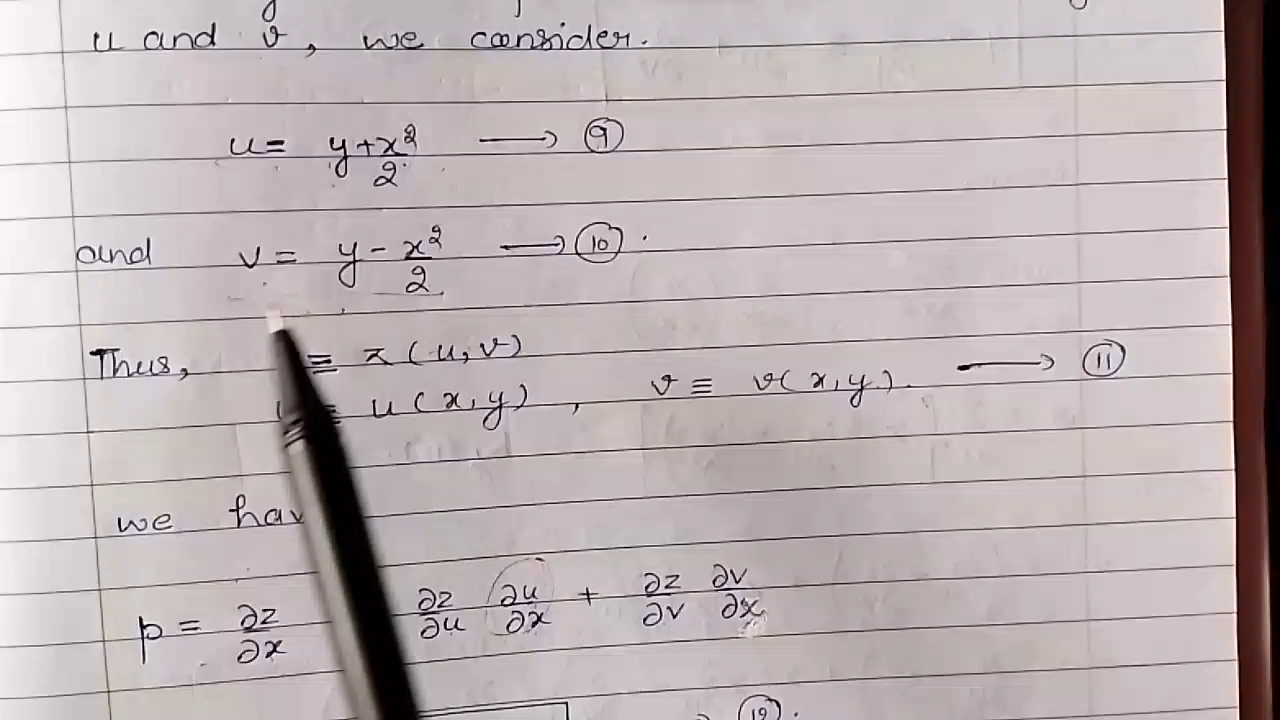 u and v, we consider.
u = y + x²/2 ⟶ ⑨
and v = y − x²/2 ⟶ ⑩.
Thus, ≡ z(u, v)
≡ u(x, y), v ≡ v(x, y). ⟶ ⑪
we hav
p = ∂z/∂x ∂z/∂u ∂u/∂x + ∂z/∂v ∂v/∂x
⑫.